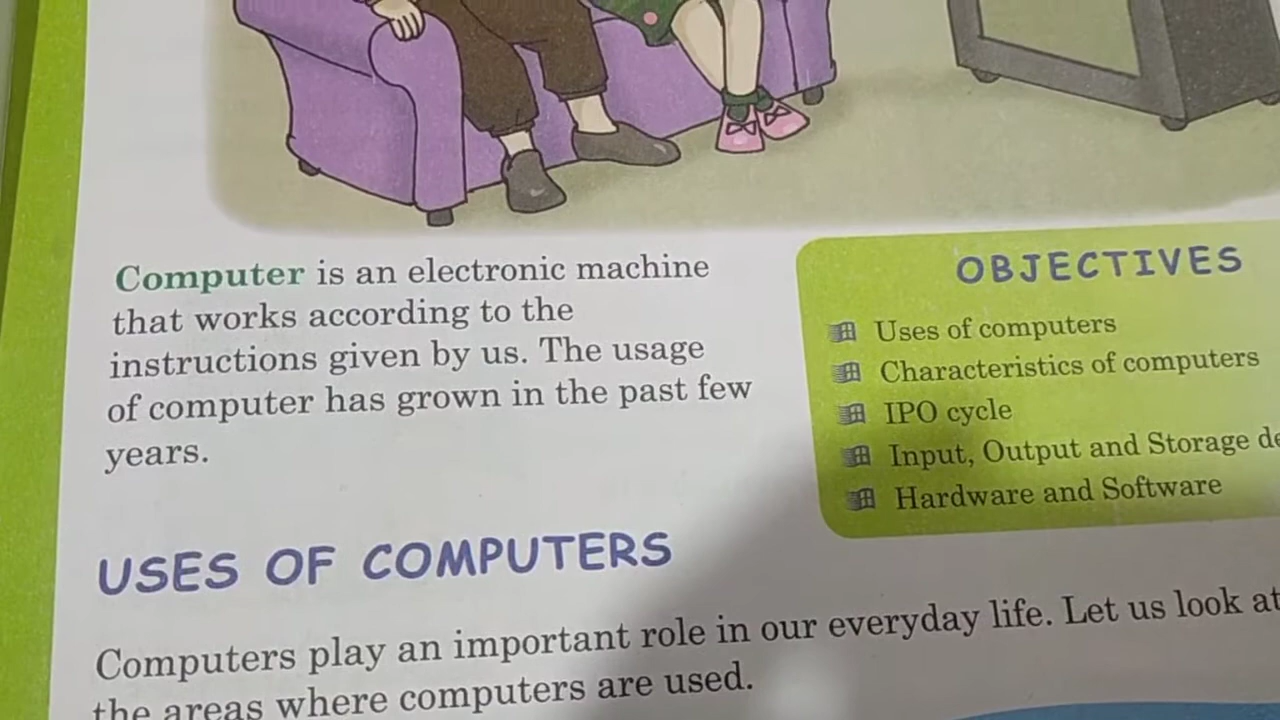 Computer is an electronic machine
that works according to the
instructions given by us. The usage
of computer has grown in the past few
years.
OBJECTIVES
Uses of computers
Characteristics of computers
IPO cycle
Input, Output and Storage
Hardware and Software
USES OF COMPUTERS
Computers play an important role in our everyday life. Let us look at
the areas where computers are used.